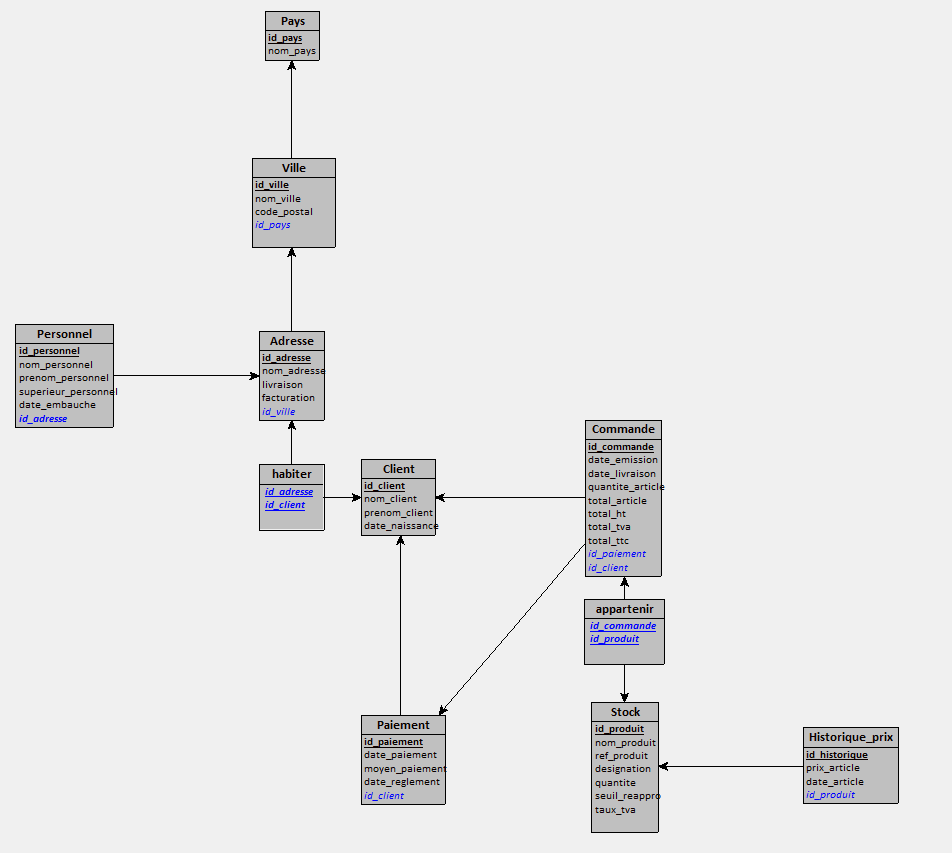 Pays
id_pays
nom_pays
Ville
id_ville
nom_ville
code_postal
id_pays
Personnel
id_personnel
nom_personnel
prenom_personnel
superieur_personnel
date_embauche
id_adresse
Adresse
id_adresse
nom_adresse
livraison
facturation
id_ville
habiter
id_adresse
id_client
Client
id_client
nom_client
prenom_client
date_naissance
Commande
id_commande
date_emission
date_livraison
quantite_article
total_article
total_ht
total_tva
total_ttc
id_paiement
id_client
appartenir
id_commande
id_produit
Paiement
id_paiement
date_paiement
moyen_paiement
date_reglement
id_client
Stock
id_produit
nom_produit
ref_produit
designation
quantite
seuil_reappro
taux_tva
Historique_prix
id_historique
prix_article
date_article
id_produit